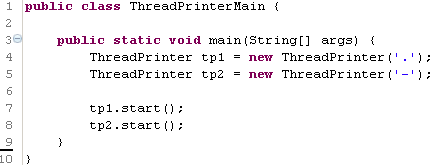 1 public class ThreadPrinterMain {
2
3 public static void main(String[] args) {
4 ThreadPrinter tp1 = new ThreadPrinter('.');
5 ThreadPrinter tp2 = new ThreadPrinter('-');
6
7 tp1.start();
8 tp2.start();
9 }
10 }